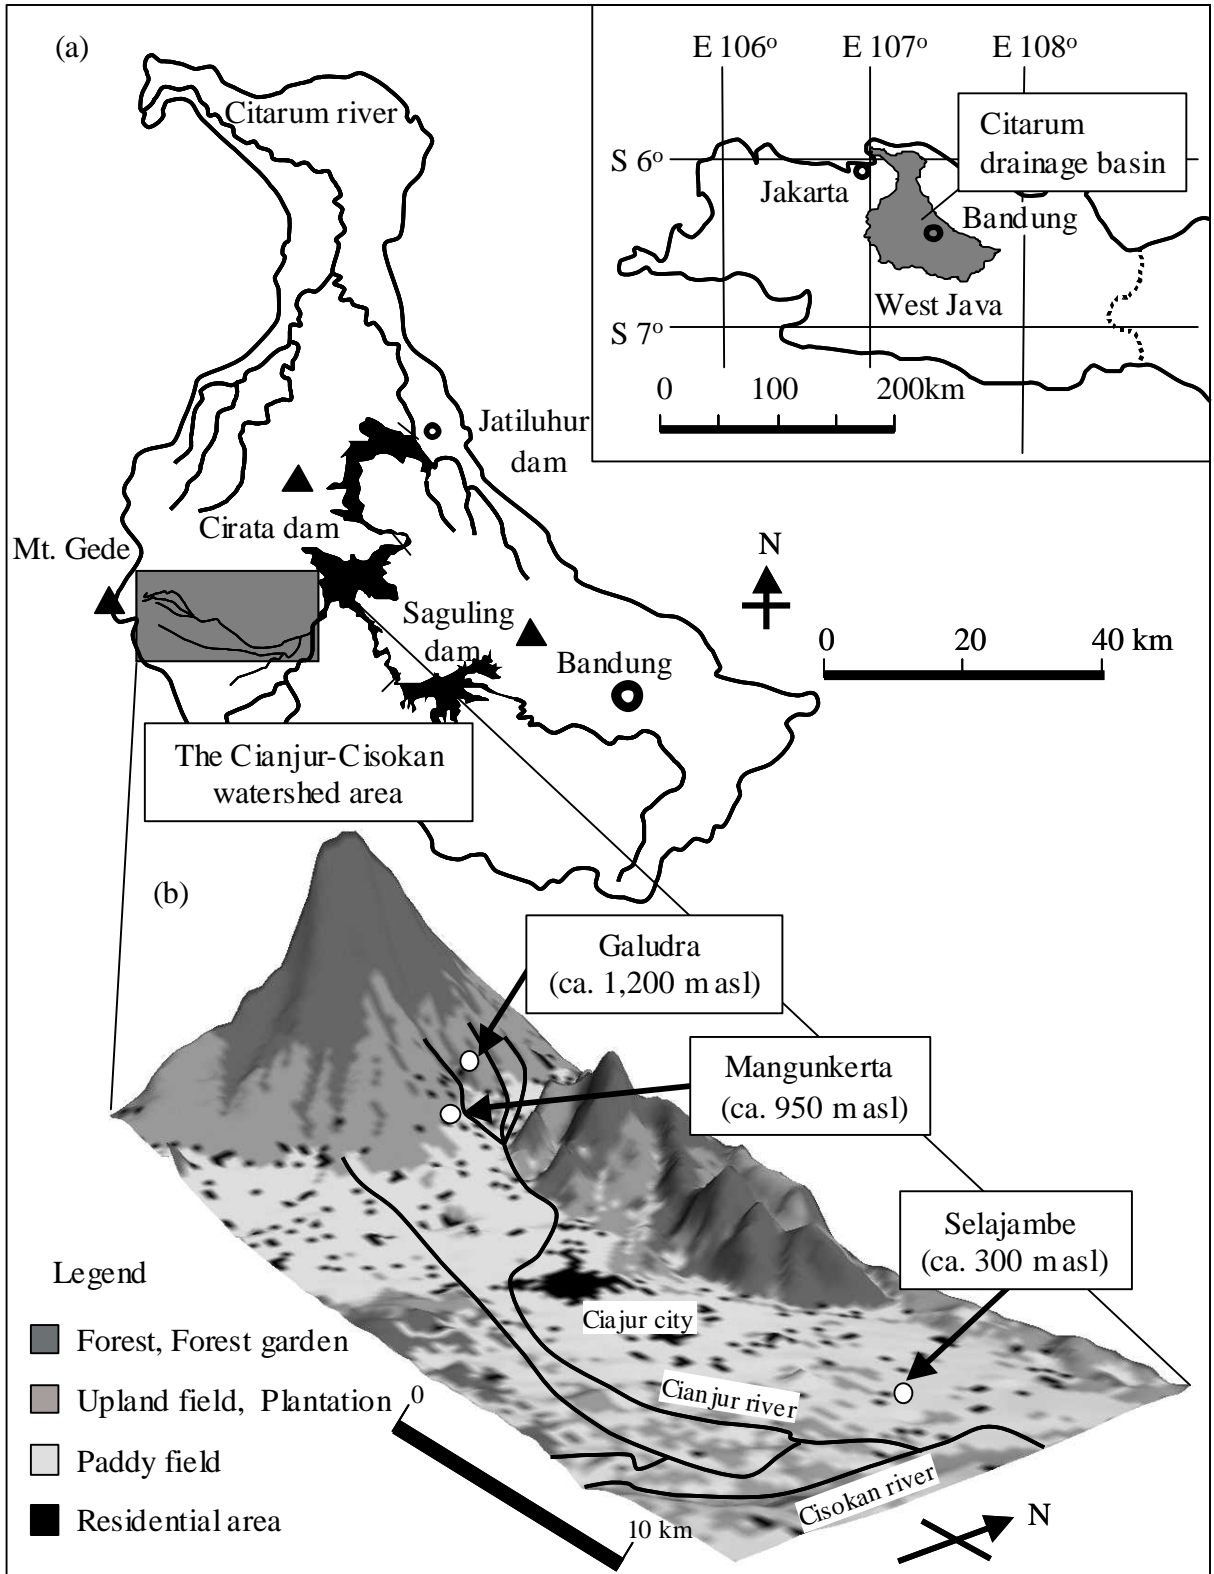 (a)
Citarum river
E 106°
E 107°
E 108°
Citarum
drainage basin
S 6°
Jakarta
Bandung
West Java
S 7°
0
100
200km
Jatiluhur
dam
Cirata dam
Mt. Gede
N
Saguling
dam
Bandung
0
20
40 km
The Cianjur-Cisokan
watershed area
(b)
Galudra
(ca. 1,200 m asl)
Mangunkerta
(ca. 950 m asl)
Selajambe
(ca. 300 m asl)
Legend
Ciajur city
Forest, Forest garden
Upland field, Plantation
Paddy field
Residential area
0
10 km
Cianjur river
Cisokan river
N